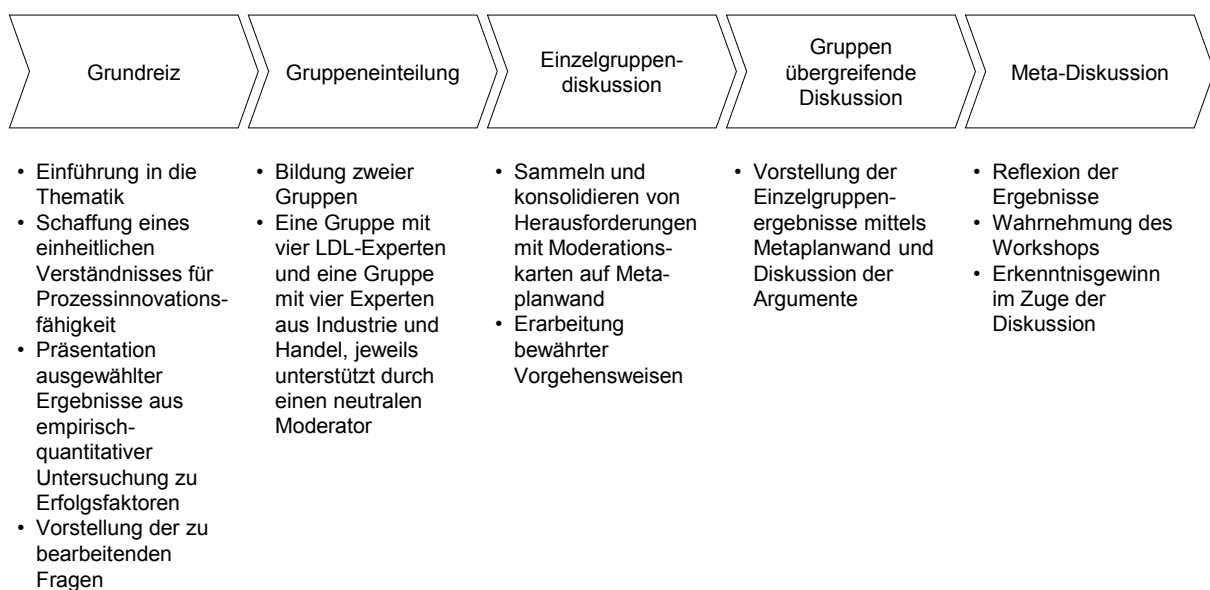 Grundreiz
Gruppeneinteilung
Einzelgruppen-
diskussion
Gruppen
übergreifende
Diskussion
Meta-Diskussion
• Einführung in die
Thematik
• Schaffung eines
einheitlichen
Verständnisses für
Prozessinnovations-
fähigkeit
• Präsentation
ausgewählter
Ergebnisse aus
empirisch-
quantitativer
Untersuchung zu
Erfolgsfaktoren
• Vorstellung der zu
bearbeitenden
Fragen
• Bildung zweier
Gruppen
• Eine Gruppe mit
vier LDL-Experten
und eine Gruppe
mit vier Experten
aus Industrie und
Handel, jeweils
unterstützt durch
einen neutralen
Moderator
• Sammeln und
konsolidieren von
Herausforderungen
mit Moderations-
karten auf Meta-
planwand
• Erarbeitung
bewährter
Vorgehensweisen
• Vorstellung der
Einzelgruppen-
ergebnisse mittels
Metaplanwand und
Diskussion der
Argumente
• Reflexion der
Ergebnisse
• Wahrnehmung des
Workshops
• Erkenntnisgewinn
im Zuge der
Diskussion